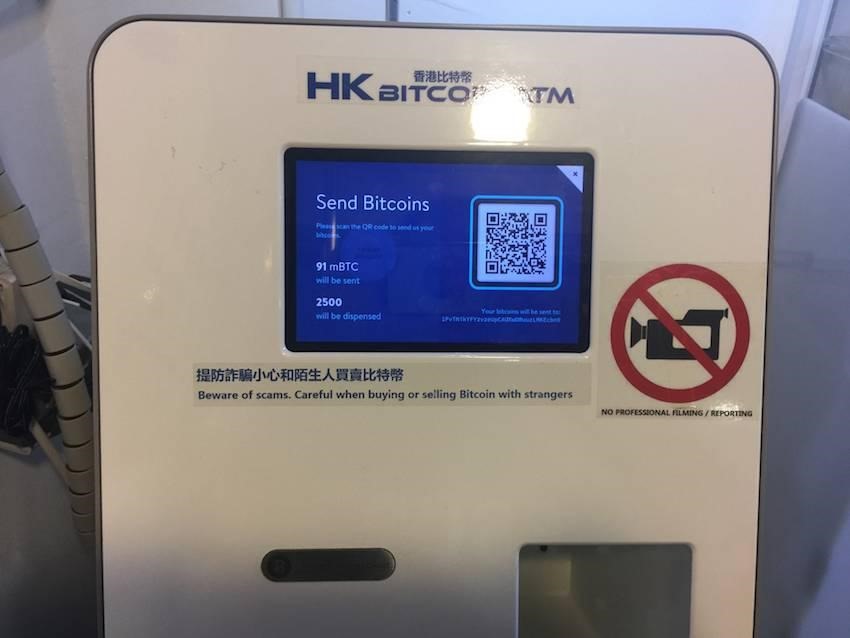 香港比特幣
HK BITCO ATM
Send Bitcoins
Please scan the QR code to send us your
bitcoins.
91 mBTC
will be sent
2500
will be dispensed
Your bitcoins will be sent to:
提防詐騙小心和陌生人買賣比特幣
Beware of scams. Careful when buying or selling Bitcoin with strangers
NO PROFESSIONAL FILMING / REPORTING